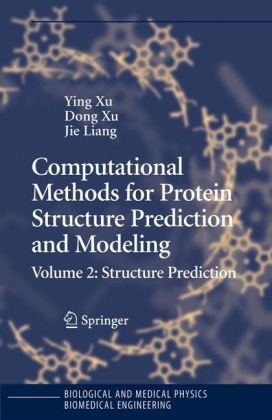 Ying Xu
Dong Xu
Jie Liang
Computational
Methods for Protein
Structure Prediction
and Modeling
Volume 2: Structure Prediction
Springer
BIOLOGICAL AND MEDICAL PHYSICS
BIOMEDICAL ENGINEERING